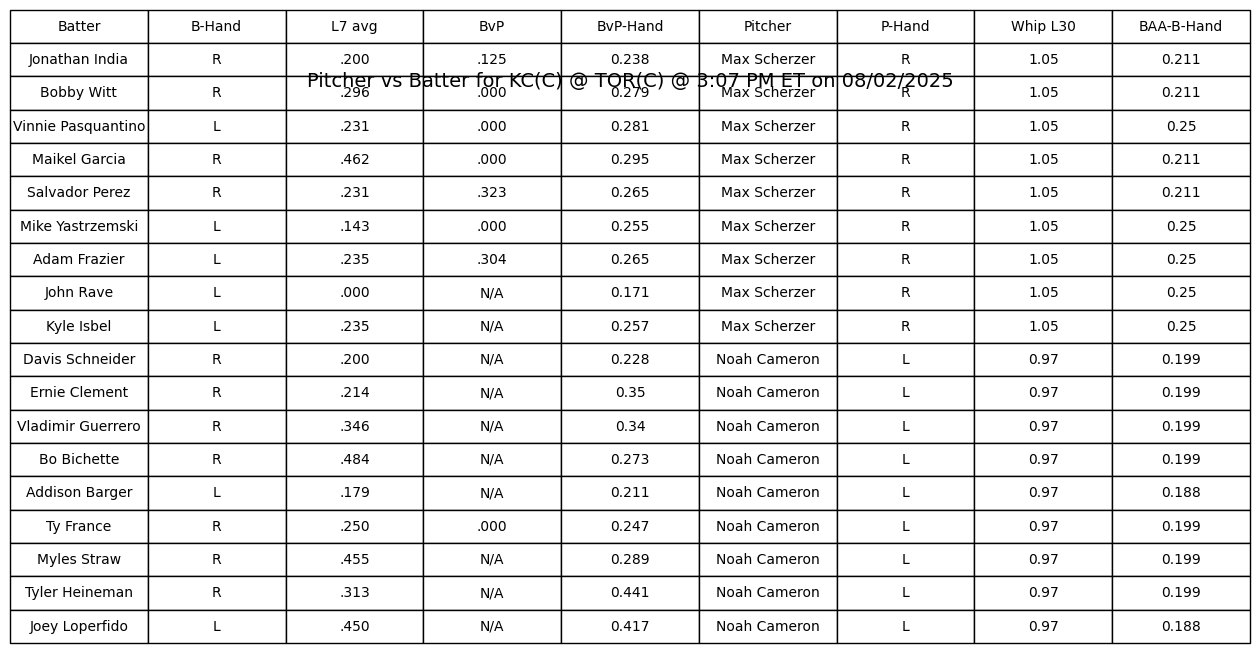 Batter B-Hand L7 avg BvP BvP-Hand Pitcher P-Hand Whip L30 BAA-B-Hand
Jonathan India R .200 .125 0.238 Max Scherzer R 1.05 0.211
Pitcher vs Batter for KC(C) @ TOR(C) @ 3:07 PM ET on 08/02/2025
Bobby Witt R .296 .000 0.279 Max Scherzer R 1.05 0.211
Vinnie Pasquantino L .231 .000 0.281 Max Scherzer R 1.05 0.25
Maikel Garcia R .462 .000 0.295 Max Scherzer R 1.05 0.211
Salvador Perez R .231 .323 0.265 Max Scherzer R 1.05 0.211
Mike Yastrzemski L .143 .000 0.255 Max Scherzer R 1.05 0.25
Adam Frazier L .235 .304 0.265 Max Scherzer R 1.05 0.25
John Rave L .000 N/A 0.171 Max Scherzer R 1.05 0.25
Kyle Isbel L .235 N/A 0.257 Max Scherzer R 1.05 0.25
Davis Schneider R .200 N/A 0.228 Noah Cameron L 0.97 0.199
Ernie Clement R .214 N/A 0.35 Noah Cameron L 0.97 0.199
Vladimir Guerrero R .346 N/A 0.34 Noah Cameron L 0.97 0.199
Bo Bichette R .484 N/A 0.273 Noah Cameron L 0.97 0.199
Addison Barger L .179 N/A 0.211 Noah Cameron L 0.97 0.188
Ty France R .250 .000 0.247 Noah Cameron L 0.97 0.199
Myles Straw R .455 N/A 0.289 Noah Cameron L 0.97 0.199
Tyler Heineman R .313 N/A 0.441 Noah Cameron L 0.97 0.199
Joey Loperfido L .450 N/A 0.417 Noah Cameron L 0.97 0.188